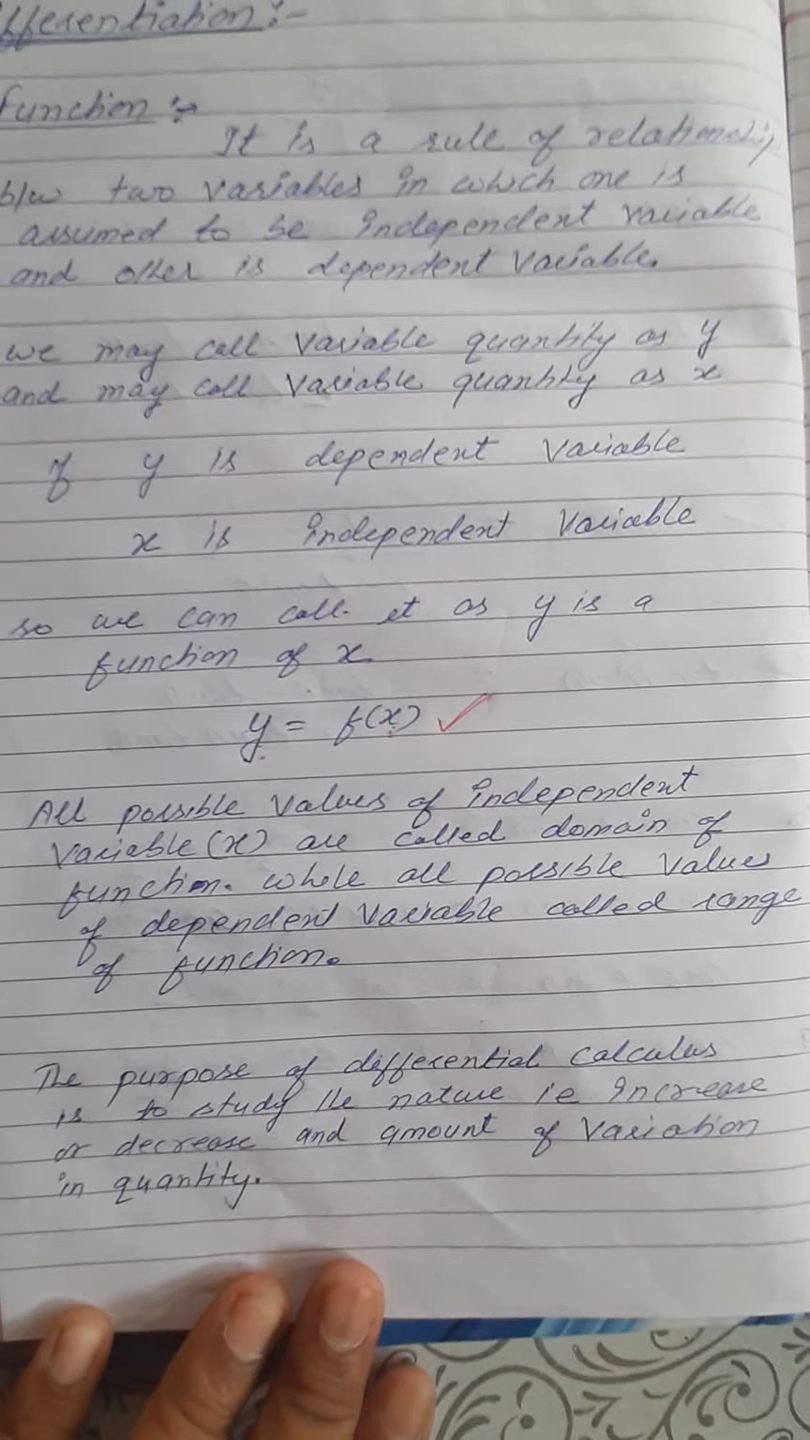 fferentiation :-
function :-
It is a rule of relationship
b/w two variables in which one is
assumed to be independent variable
and other is dependent variable.
we may call variable quantity as y
and may call variable quantity as x
if y is dependent variable
x is independent variable
so we can call it as y is a
function of x
y = f(x) ✓
All possible values of independent
variable (x) are called domain of
function. whole all possible values
of dependent variable called range
of function.
The purpose of differential calculus
is to study the nature ie increase
or decrease and amount of variation
in quantity.